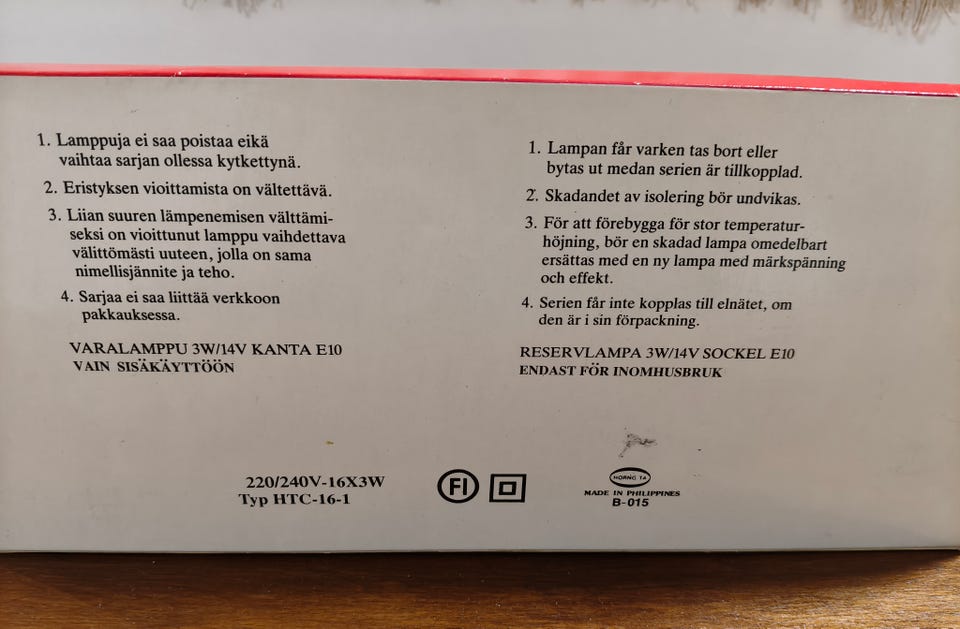 1. Lamppuja ei saa poistaa eikä
vaihtaa sarjan ollessa kytkettynä.
2. Eristyksen vioittamista on vältettävä.
3. Liian suuren lämpenemisen välttämi-
seksi on vioittunut lamppu vaihdettava
välittömästi uuteen, jolla on sama
nimellisjännite ja teho.
4. Sarjaa ei saa liittää verkkoon
pakkauksessa.
VARALAMPPU 3W/14V KANTA E10
VAIN SISÄKÄYTTÖÖN
1. Lampan får varken tas bort eller
bytas ut medan serien är tillkopplad.
2. Skadandet av isolering bör undvikas.
3. För att förebygga för stor temperatur-
höjning, bör en skadad lampa omedelbart
ersättas med en ny lampa med märkspänning
och effekt.
4. Serien får inte kopplas till elnätet, om
den är i sin förpackning.
RESERVLAMPA 3W/14V SOCKEL E10
ENDAST FÖR INOMHUSBRUK
220/240V-16X3W
Typ HTC-16-1
FI
HORNG TA
MADE IN PHILIPPINES
B-015